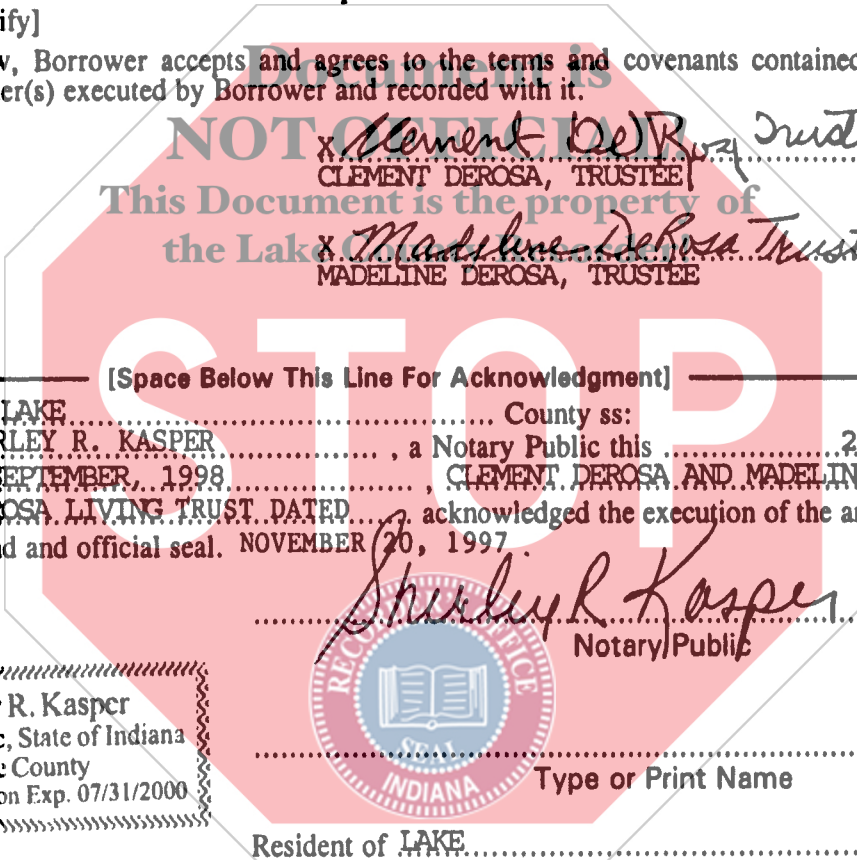 ify]
, Borrower accepts and agrees to the terms and covenants contained
er(s) executed by Borrower and recorded with it.
Document is
NOT OFFICIAL
This Document is the property of
the Lake County Recorder!
X Clement DeRosa Trust
CLEMENT DEROSA, TRUSTEE
X Madeline DeRosa Trust
MADELINE DEROSA, TRUSTEE
STOP
[Space Below This Line For Acknowledgment]
LAKE County ss:
RLEY R. KASPER , a Notary Public this 2
SEPTEMBER, 1998 , CLEMENT DEROSA AND MADELIN
OSA LIVING TRUST DATED acknowledged the execution of the a
d and official seal. NOVEMBER 20, 1997
Shirley R Kasper
Notary Public
RECORDER'S OFFICE
SEAL
INDIANA
R. Kasper
, State of Indiana
County
on Exp. 07/31/2000
Type or Print Name
Resident of LAKE